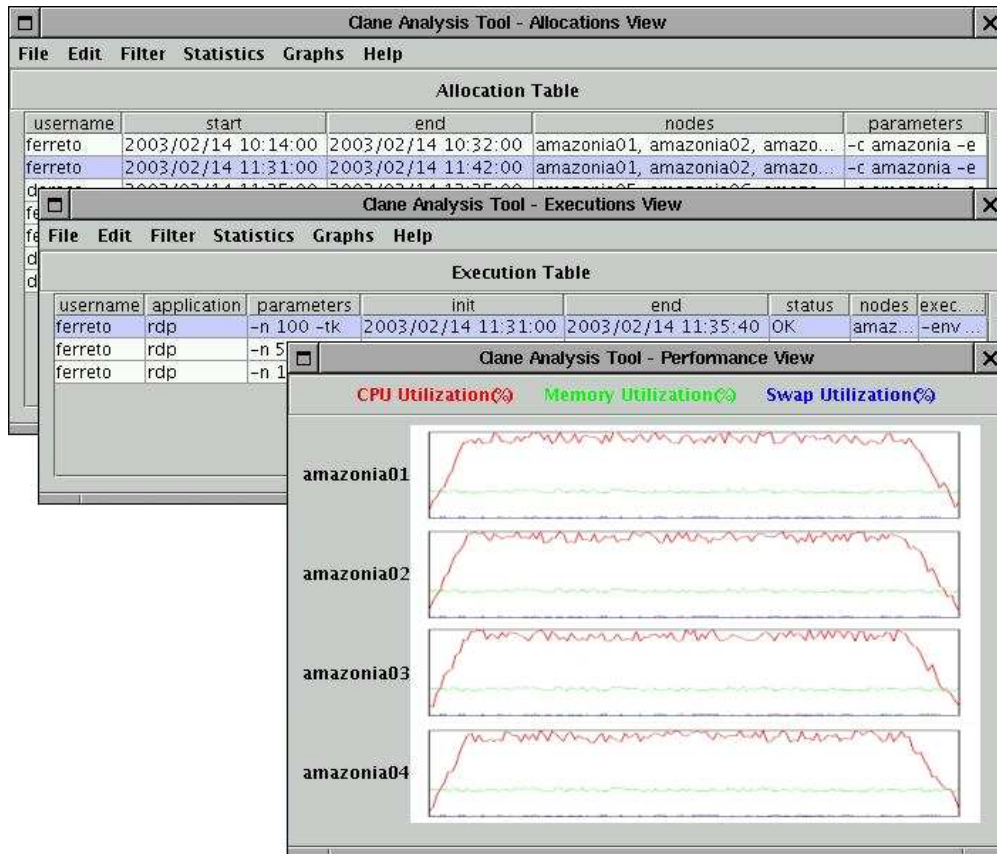 Clane Analysis Tool - Allocations View
File Edit Filter Statistics Graphs Help
Allocation Table
username start end nodes parameters
ferreto 2003/02/14 10:14:00 2003/02/14 10:32:00 amazonia01, amazonia02, amazo... -c amazonia -e
ferreto 2003/02/14 11:31:00 2003/02/14 11:42:00 amazonia01, amazonia02, amazo... -c amazonia -e
Clane Analysis Tool - Executions View
fe
File Edit Filter Statistics Graphs Help
fe
d
d
Execution Table
username application parameters init end status nodes exec. ...
ferreto rdp -n 100 -tk 2003/02/14 11:31:00 2003/02/14 11:35:40 OK amaz... -env ...
ferreto rdp -n 5
ferreto rdp -n 1
Clane Analysis Tool - Performance View
CPU Utilization(%) Memory Utilization(%) Swap Utilization(%)
amazonia01
amazonia02
amazonia03
amazonia04